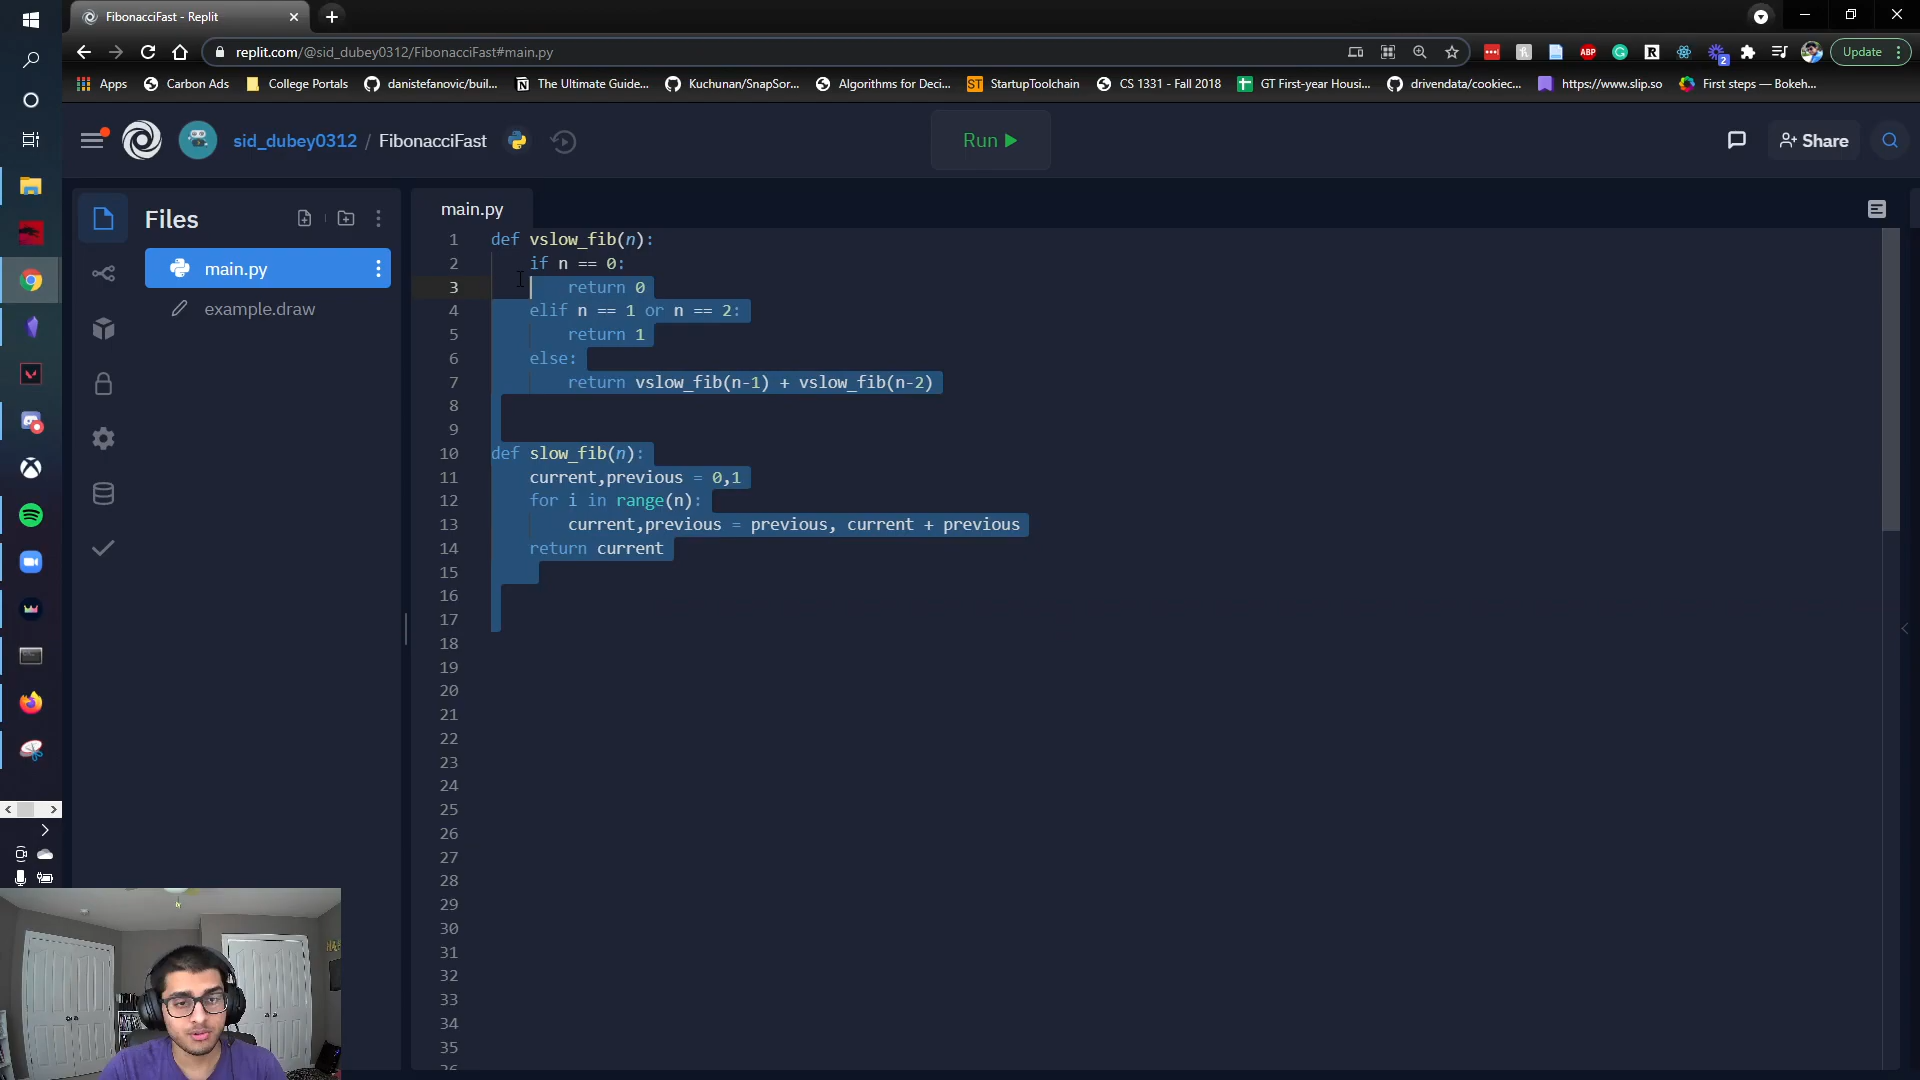 FibonacciFast - Replit
replit.com/@sid_dubey0312/FibonacciFast#main.py
ABP
R
2
Update
Apps
Carbon Ads
College Portals
danistefanovic/buil...
The Ultimate Guide...
Kuchunan/SnapSor...
Algorithms for Deci...
ST
StartupToolchain
CS 1331 - Fall 2018
GT First-year Housi...
drivendata/cookiec...
https://www.slip.so
First steps — Bokeh...
sid_dubey0312 / FibonacciFast
Run
Share
Files
main.py
example.draw
main.py
1 def vslow_fib(n):
2 if n == 0:
3 return 0
4 elif n == 1 or n == 2:
5 return 1
6 else:
7 return vslow_fib(n-1) + vslow_fib(n-2)
8
9
10 def slow_fib(n):
11 current,previous = 0,1
12 for i in range(n):
13 current,previous = previous, current + previous
14 return current
15
16
17
18
19
20
21
22
23
24
25
26
27
28
29
30
31
32
33
34
35